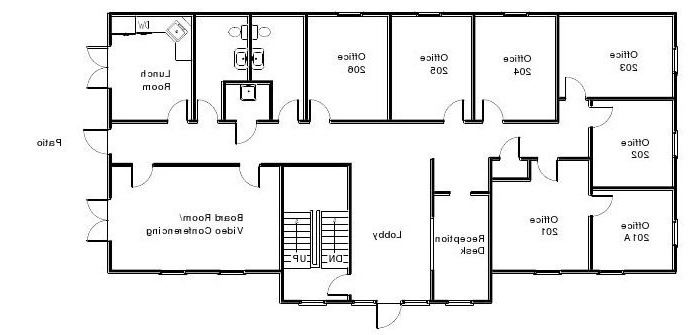 DW
Lunch
Room
Office
206
Office
205
Office
204
Office
203
Patio
Office
202
Board Room/
Video Conferencing
UP
DN
Lobby
Reception
Desk
Office
201
Office
201A